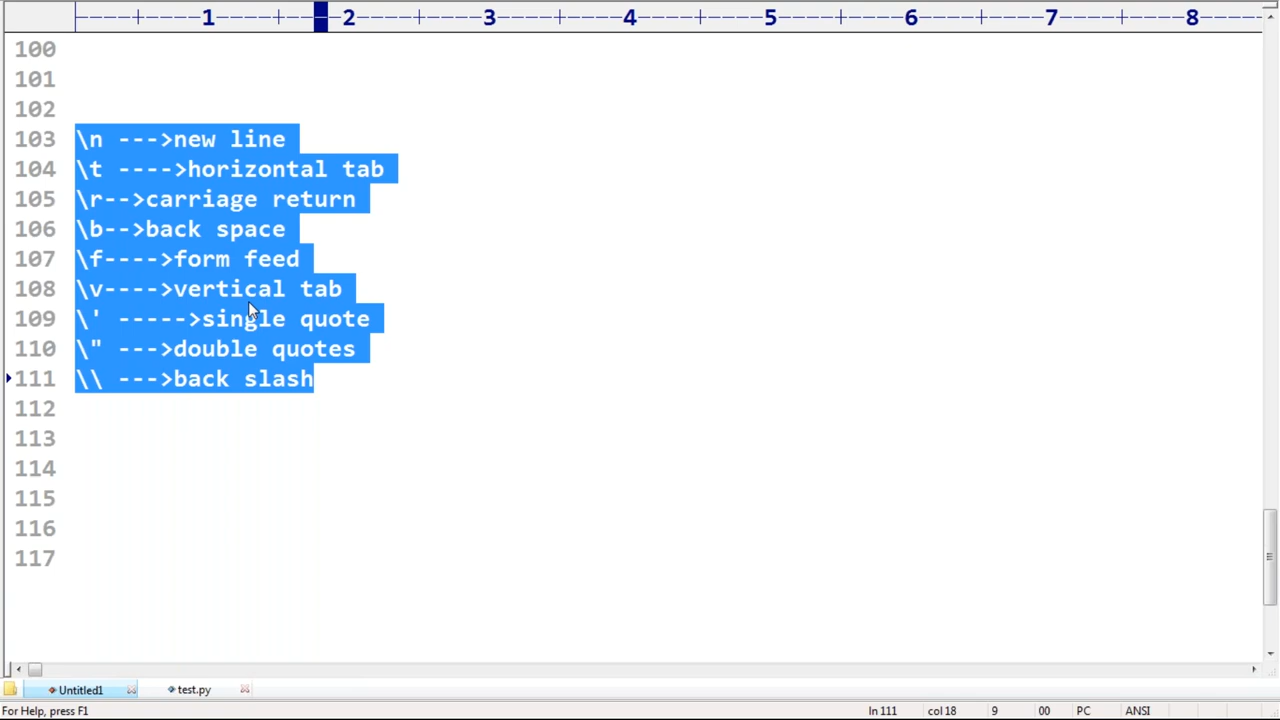 1 2 3 4 5 6 7 8
100
101
102
103 \n --->new line
104 \t ---->horizontal tab
105 \r-->carriage return
106 \b-->back space
107 \f---->form feed
108 \v---->vertical tab
109 \' ----->single quote
110 \" --->double quotes
111 \\ --->back slash
112
113
114
115
116
117
Untitled1 test.py
For Help, press F1 ln 111 col 18 9 00 PC ANSI